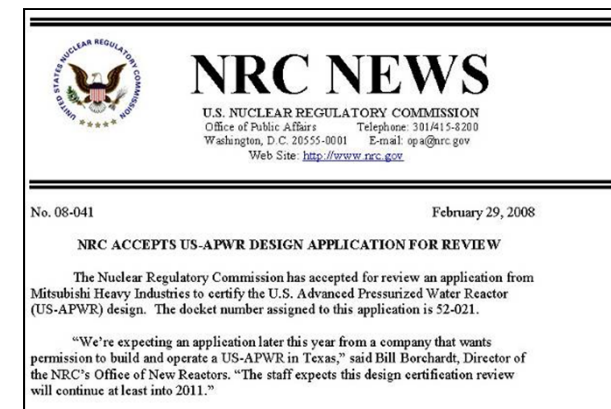 UNITED STATES NUCLEAR REGULATORY COMMISSION
NRC NEWS
U.S. NUCLEAR REGULATORY COMMISSION
Office of Public Affairs Telephone: 301/415-8200
Washington, D.C. 20555-0001 E-mail: opa@nrc.gov
Web Site: http://www.nrc.gov
No. 08-041 February 29, 2008
NRC ACCEPTS US-APWR DESIGN APPLICATION FOR REVIEW
The Nuclear Regulatory Commission has accepted for review an application from
Mitsubishi Heavy Industries to certify the U.S. Advanced Pressurized Water Reactor
(US-APWR) design. The docket number assigned to this application is 52-021.
“We’re expecting an application later this year from a company that wants
permission to build and operate a US-APWR in Texas,” said Bill Borchardt, Director of
the NRC’s Office of New Reactors. “The staff expects this design certification review
will continue at least into 2011.”